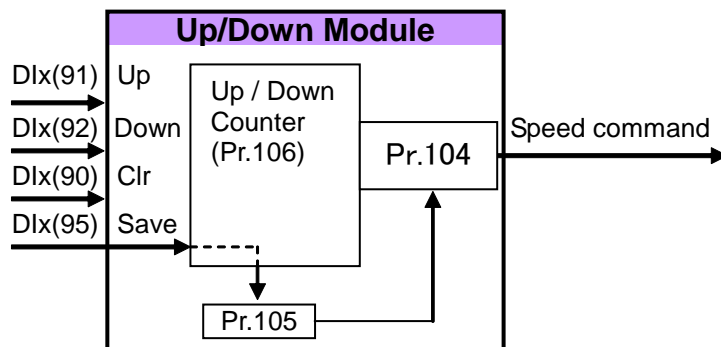 Up/Down Module
DIx(91) Up
DIx(92) Down
DIx(90) Clr
DIx(95) Save
Up / Down
Counter
(Pr.106)
Pr.104
Speed command
Pr.105